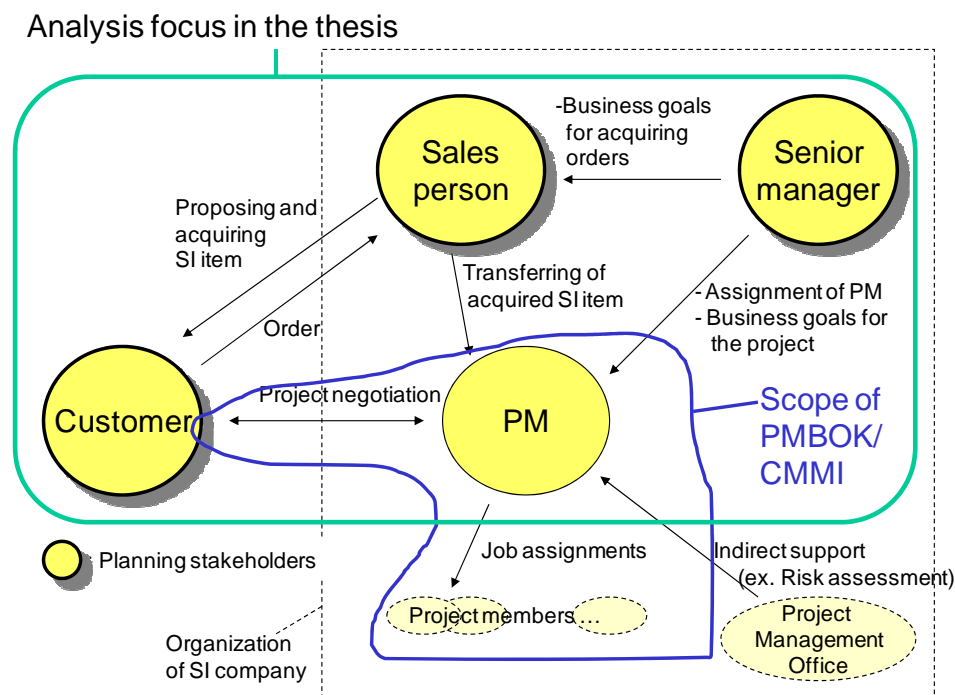 Analysis focus in the thesis
-Business goals
for acquiring
orders
Sales
person
Senior
manager
Proposing and
acquiring
SI item
Transferring of
acquired SI item
- Assignment of PM
- Business goals for
the project
Order
Project negotiation
Customer
PM
Scope of
PMBOK/
CMMI
Planning stakeholders
Job assignments
Indirect support
(ex. Risk assessment)
Project members ...
Organization
of SI company
Project
Management
Office